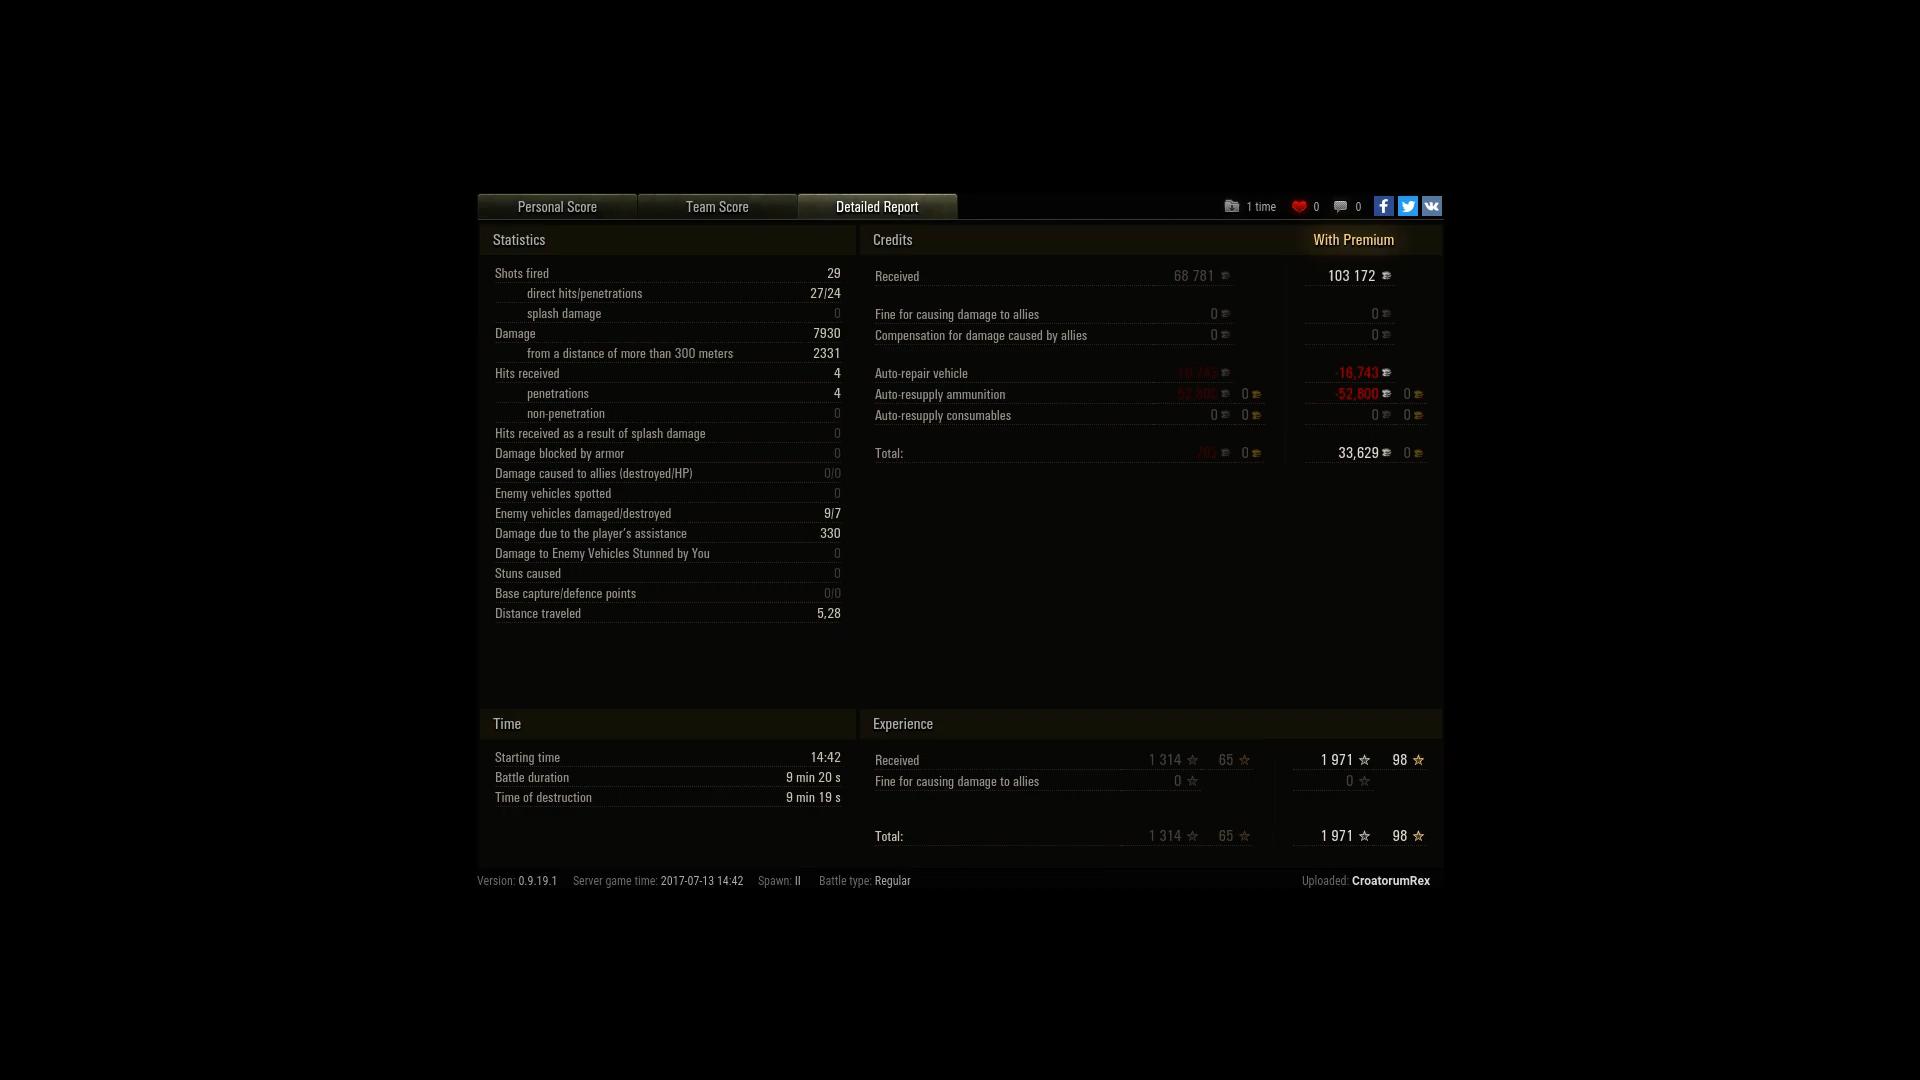 Personal Score Team Score Detailed Report 1 time 0 0
Statistics
Shots fired 29
direct hits/penetrations 27/24
splash damage 0
Damage 7930
from a distance of more than 300 meters 2331
Hits received 4
penetrations 4
non-penetration 0
Hits received as a result of splash damage 0
Damage blocked by armor 0
Damage caused to allies (destroyed/HP) 0/0
Enemy vehicles spotted 0
Enemy vehicles damaged/destroyed 9/7
Damage due to the player's assistance 330
Damage to Enemy Vehicles Stunned by You 0
Stuns caused 0
Base capture/defence points 0/0
Distance traveled 5,28
Credits With Premium
Received 68 781 103 172
Fine for causing damage to allies 0 0
Compensation for damage caused by allies 0 0
Auto-repair vehicle -16,743
Auto-resupply ammunition 0 -52,800 0
Auto-resupply consumables 0 0 0 0
Total: 0 33,629 0
Time
Starting time 14:42
Battle duration 9 min 20 s
Time of destruction 9 min 19 s
Experience
Received 1 314 65 1 971 98
Fine for causing damage to allies 0 0
Total: 1 314 65 1 971 98
Version: 0.9.19.1 Server game time: 2017-07-13 14:42 Spawn: II Battle type: Regular Uploaded: CroatorumRex